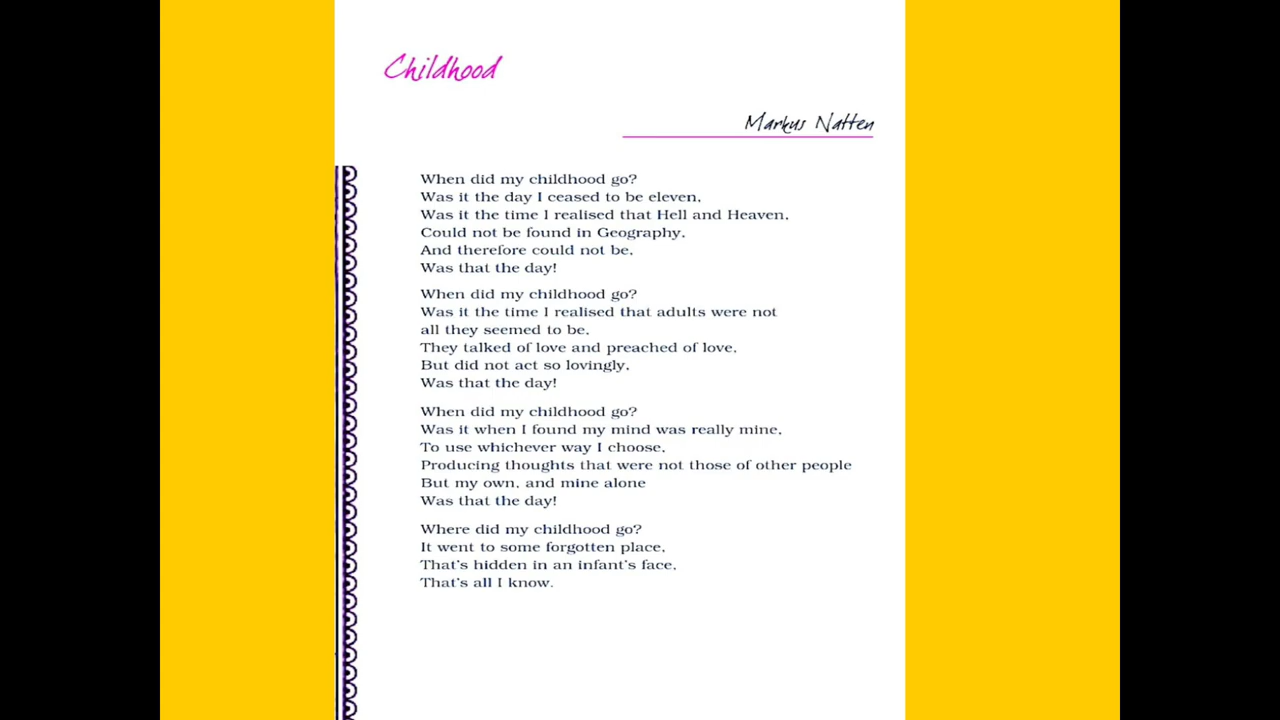 Childhood
Markus Natten
When did my childhood go?
Was it the day I ceased to be eleven,
Was it the time I realised that Hell and Heaven,
Could not be found in Geography,
And therefore could not be,
Was that the day!
When did my childhood go?
Was it the time I realised that adults were not
all they seemed to be,
They talked of love and preached of love,
But did not act so lovingly,
Was that the day!
When did my childhood go?
Was it when I found my mind was really mine,
To use whichever way I choose,
Producing thoughts that were not those of other people
But my own, and mine alone
Was that the day!
Where did my childhood go?
It went to some forgotten place,
That's hidden in an infant's face,
That's all I know.